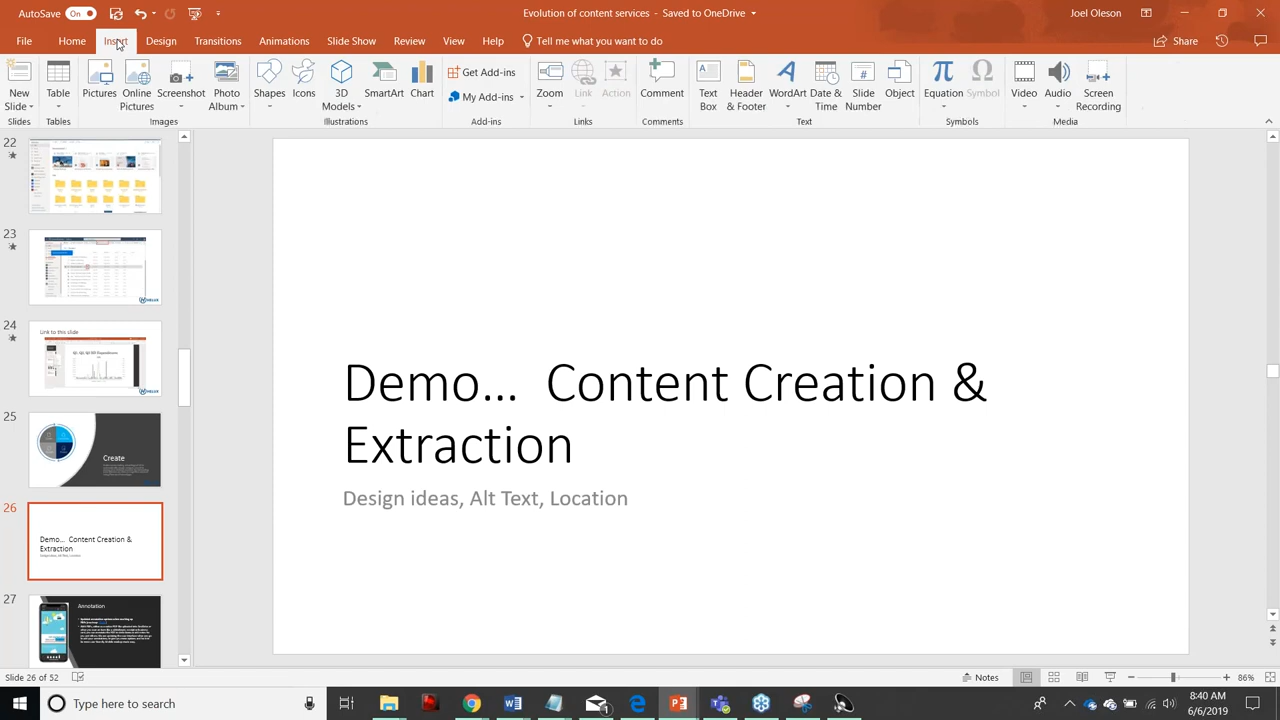 AutoSave On
Evolution of content services - Saved to OneDrive
Joel Oleson
File Home Insert Design Transitions Animations Slide Show Review View Help Tell me what you want to do
Share
New Slide
Table
Pictures
Online Pictures
Screenshot
Photo Album
Shapes
Icons
3D Models
SmartArt
Chart
Get Add-ins
My Add-ins
Zoom
Link
Action
Comment
Text Box
Header & Footer
WordArt
Date & Time
Slide Number
Object
Equation
Symbol
Video
Audio
Screen Recording
Slides Tables Images Illustrations Add-ins Links Comments Text Symbols Media
22
23
24
Link to this slide
25
Create
26
Demo... Content Creation &
Extraction
27
Annotation
Demo... Content Creation &
Extraction
Design ideas, Alt Text, Location
Slide 26 of 52
Notes
86%
Type here to search
8:40 AM
6/6/2019